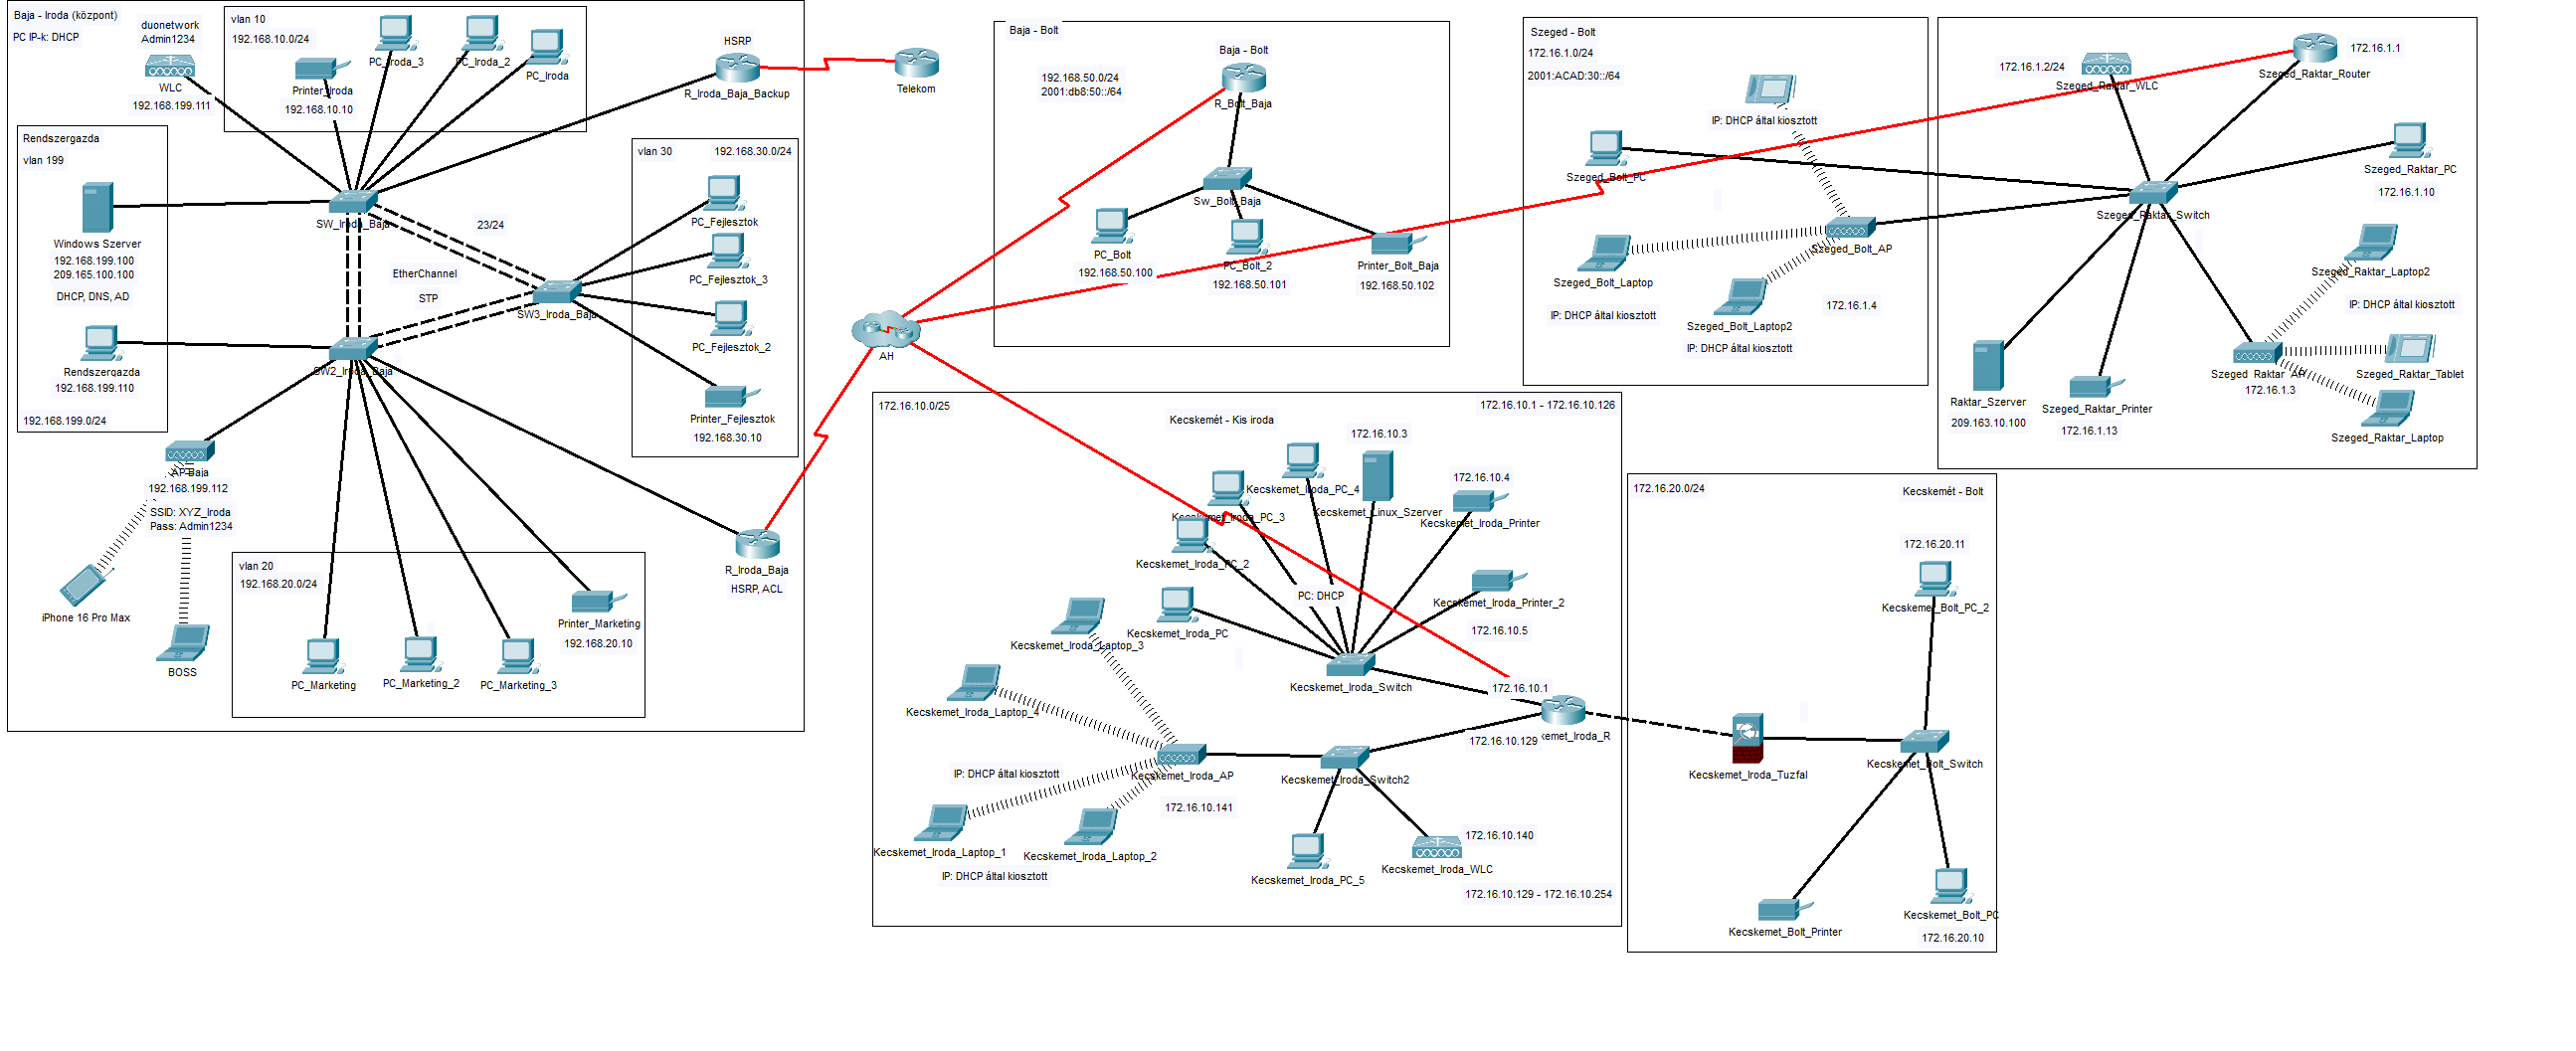 Baja - Iroda (központ)
PC IP-k: DHCP
duonetwork
Admin1234
WLC
192.168.199.111
vlan 10
192.168.10.0/24
Printer_Iroda
192.168.10.10
PC_Iroda_3
PC_Iroda_2
PC_Iroda
HSRP
R_Iroda_Baja_Backup
Telekom
Rendszergazda
vlan 199
Windows Szerver
192.168.199.100
209.165.100.100
DHCP, DNS, AD
Rendszergazda
192.168.199.110
192.168.199.0/24
SW_Iroda_Baja
23/24
EtherChannel
STP
SW3_Iroda_Baja
SW2_Iroda_Baja
vlan 30
192.168.30.0/24
PC_Fejlesztok
PC_Fejlesztok_3
PC_Fejlesztok_2
Printer_Fejlesztok
192.168.30.10
AP Baja
192.168.199.112
SSID: XYZ_Iroda
Pass: Admin1234
iPhone 16 Pro Max
BOSS
vlan 20
192.168.20.0/24
PC_Marketing
PC_Marketing_2
PC_Marketing_3
Printer_Marketing
192.168.20.10
R_Iroda_Baja
HSRP, ACL
AH
Baja - Bolt
Baja - Bolt
192.168.50.0/24
2001:db8:50::/64
R_Bolt_Baja
Sw_Bolt_Baja
PC_Bolt
192.168.50.100
PC_Bolt_2
192.168.50.101
Printer_Bolt_Baja
192.168.50.102
Szeged - Bolt
172.16.1.0/24
2001:ACAD:30::/64
IP: DHCP által kiosztott
Szeged_Bolt_PC
Szeged_Bolt_AP
Szeged_Bolt_Laptop
IP: DHCP által kiosztott
172.16.1.4
Szeged_Bolt_Laptop2
IP: DHCP által kiosztott
172.16.1.2/24
Szeged_Raktar_WLC
172.16.1.1
Szeged_Raktar_Router
Szeged_Raktar_PC
172.16.1.10
Szeged_Raktar_Switch
Szeged_Raktar_Laptop2
IP: DHCP által kiosztott
Szeged_Raktar_AP
172.16.1.3
Szeged_Raktar_Tablet
Szeged_Raktar_Laptop
Raktar_Szerver
209.163.10.100
Szeged_Raktar_Printer
172.16.1.13
172.16.10.0/25
172.16.10.1 - 172.16.10.126
Kecskemét - Kis iroda
172.16.10.3
Kecskemet_Iroda_PC_4
Kecskemet_Linux_Szerver
172.16.10.4
Kecskemet_Iroda_Printer
Kecskemet_Iroda_PC_3
Kecskemet_Iroda_PC_2
PC: DHCP
Kecskemet_Iroda_Printer_2
172.16.10.5
Kecskemet_Iroda_PC
Kecskemet_Iroda_Laptop_3
Kecskemet_Iroda_Switch
172.16.10.1
Kecskemet_Iroda_Laptop_4
172.16.10.129
kemet_Iroda_R
Kecskemet_Iroda_AP
IP: DHCP által kiosztott
172.16.10.141
Kecskemet_Iroda_Switch2
Kecskemet_Iroda_Laptop_1
Kecskemet_Iroda_Laptop_2
IP: DHCP által kiosztott
172.16.10.140
Kecskemet_Iroda_WLC
Kecskemet_Iroda_PC_5
172.16.10.129 - 172.16.10.254
172.16.20.0/24
Kecskemét - Bolt
172.16.20.11
Kecskemet_Bolt_PC_2
Kecskemet_Iroda_Tuzfal
Kecskemet_Bolt_Switch
Kecskemet_Bolt_Printer
Kecskemet_Bolt_PC
172.16.20.10